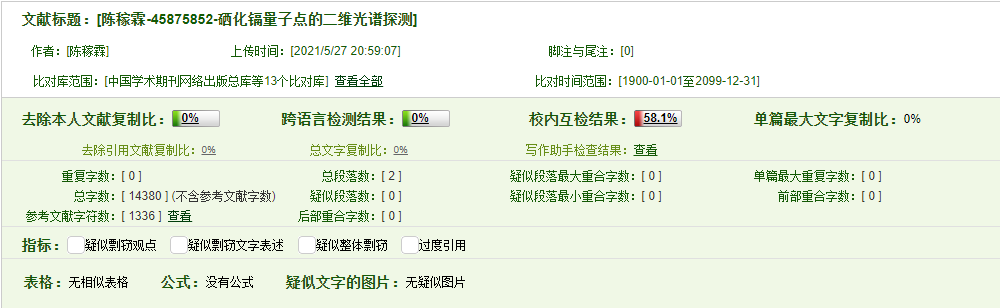 文献标题：[陈稼霖-45875852-硒化镉量子点的二维光谱探测]
作者：[陈稼霖] 上传时间：[2021/5/27 20:59:07] 脚注与尾注：[0]
比对库范围：[中国学术期刊网络出版总库等13个比对库] 查看全部 比对时间范围：[1900-01-01至2099-12-31]
去除本人文献复制比：0% 跨语言检测结果：0% 校内互检结果：58.1% 单篇最大文字复制比：0%
去除引用文献复制比：0% 总文字复制比：0% 写作助手检查结果：查看
重复字数：[ 0 ] 总段落数：[ 2 ] 疑似段落最大重合字数：[ 0 ] 单篇最大重复字数：[ 0 ]
总字数：[ 14380 ] (不含参考文献字数) 疑似段落数：[ 0 ] 疑似段落最小重合字数：[ 0 ] 前部重合字数：[ 0 ]
参考文献字符数：[ 1336 ] 查看 后部重合字数：[ 0 ]
指标：疑似剽窃观点 疑似剽窃文字表述 疑似整体剽窃 过度引用
表格：无相似表格 公式：没有公式 疑似文字的图片：无疑似图片